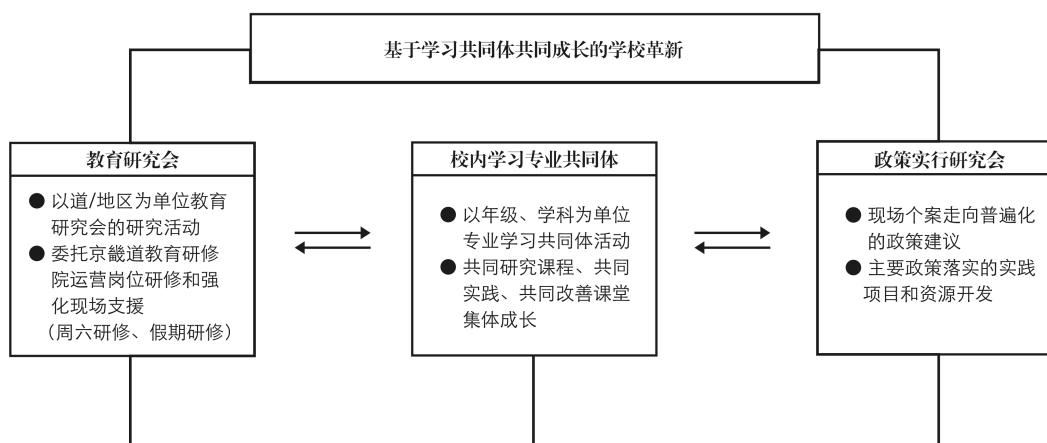 基于学习共同体共同成长的学校革新
教育研究会
● 以道/地区为单位教育
研究会的研究活动
● 委托京畿道教育研修
院运营岗位研修和强
化现场支援
（周六研修、假期研修）
校内学习专业共同体
● 以年级、学科为单位
专业学习共同体活动
● 共同研究课程、共同
实践、共同改善课堂
集体成长
政策实行研究会
● 现场个案走向普遍化
的政策建议
● 主要政策落实的实践
项目和资源开发